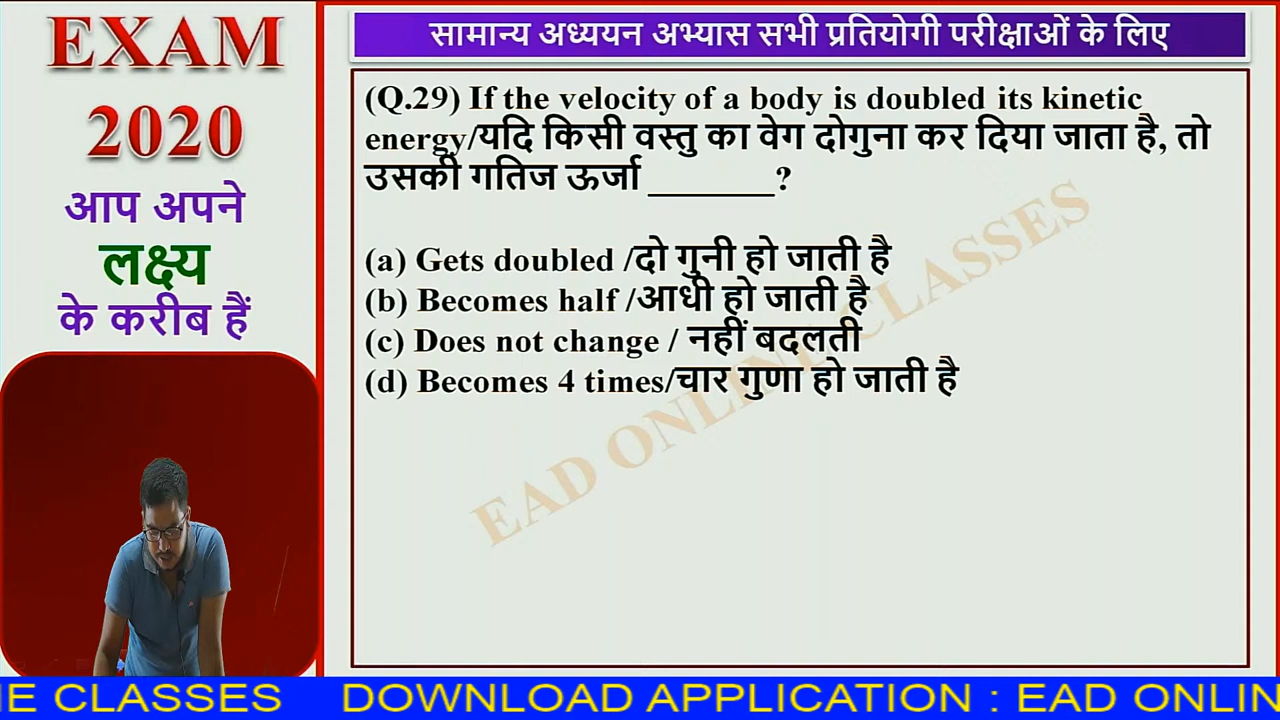 EXAM
2020
आप अपने
लक्ष्य
के करीब हैं
सामान्य अध्ययन अभ्यास सभी प्रतियोगी परीक्षाओं के लिए
(Q.29) If the velocity of a body is doubled its kinetic
energy/यदि किसी वस्तु का वेग दोगुना कर दिया जाता है, तो
उसकी गतिज ऊर्जा ________?
(a) Gets doubled /दो गुनी हो जाती है
(b) Becomes half /आधी हो जाती है
(c) Does not change / नहीं बदलती
(d) Becomes 4 times/चार गुणा हो जाती है
EAD ONLINE CLASSES
NE CLASSES DOWNLOAD APPLICATION : EAD ONLIN